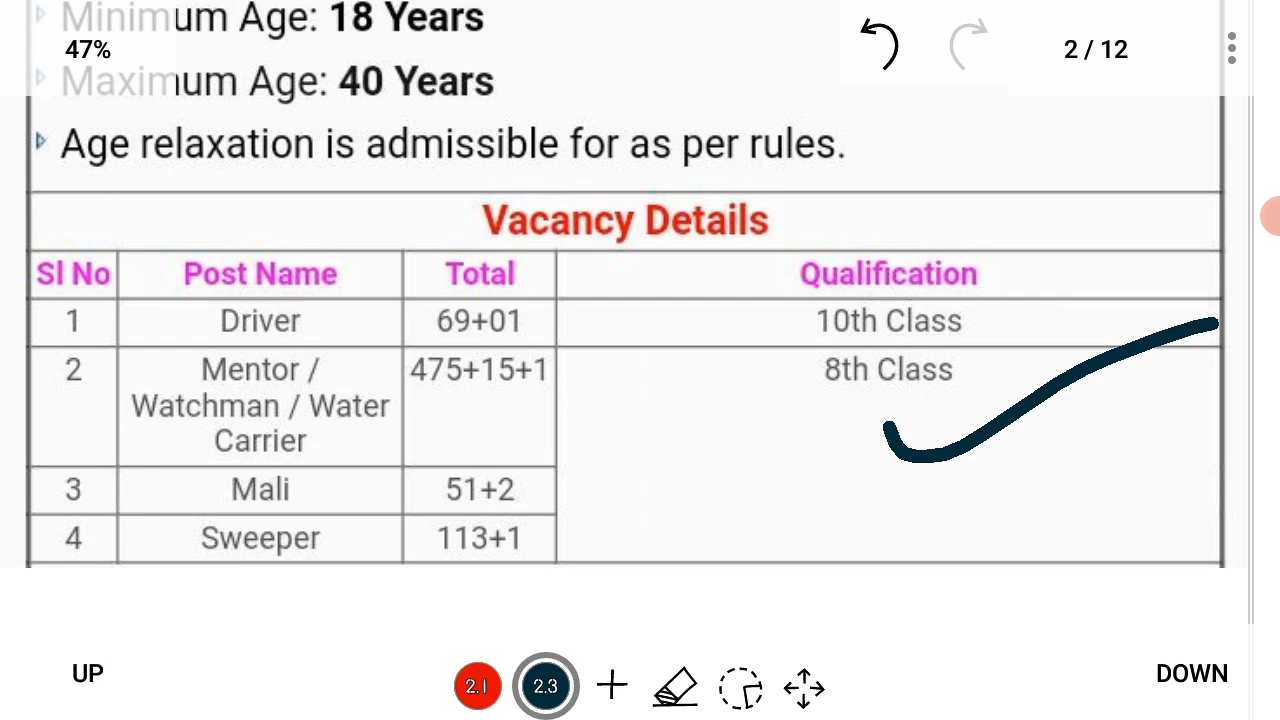 Minimum Age: 18 Years
47%
2 / 12
Maximum Age: 40 Years
Age relaxation is admissible for as per rules.
Vacancy Details
Sl No Post Name Total Qualification
1 Driver 69+01 10th Class
2 Mentor / 475+15+1 8th Class
Watchman / Water
Carrier
3 Mali 51+2
4 Sweeper 113+1
UP 2.1 2.3 DOWN